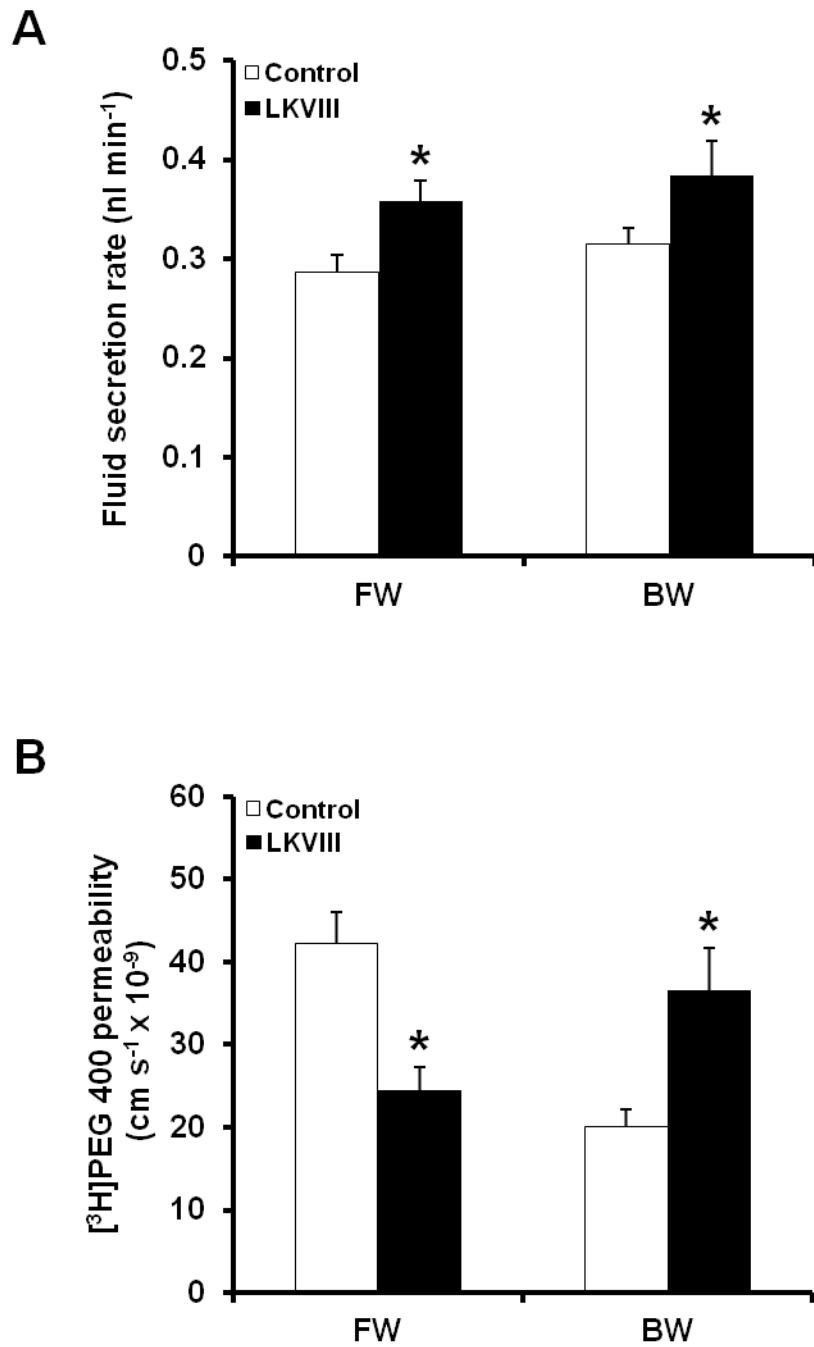 A
0.5
Control
LKVIII
*
*
0.4
0.3
0.2
0.1
0
Fluid secretion rate (nl min⁻¹)
FW
BW
B
60
Control
LKVIII
50
*
40
*
30
20
10
0
[³H]PEG 400 permeability
(cm s⁻¹ x 10⁻⁹)
FW
BW